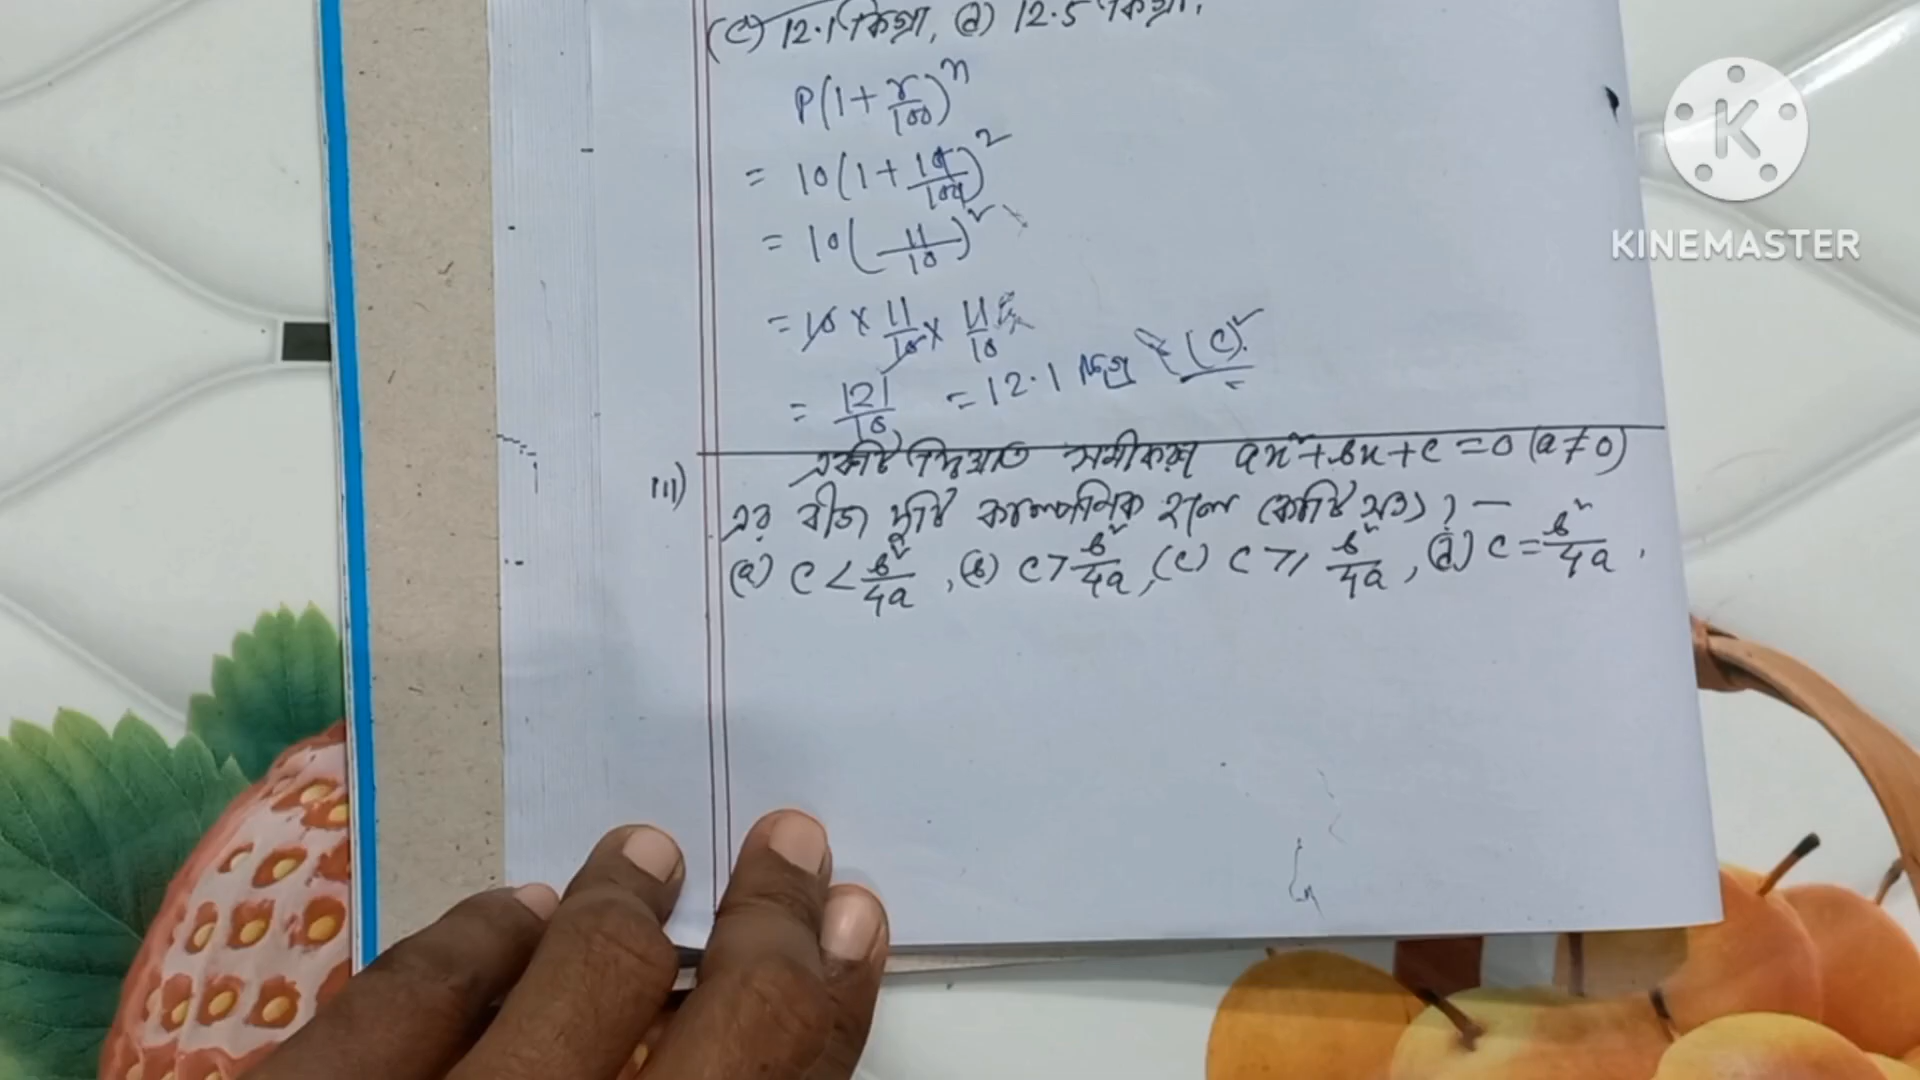 (c) 12.1 কিগ্রা, (d) 12.5 কিগ্রা.
P(1+r/100)^n
= 10(1+10/100)^2
= 10(11/10)^2
= 10 × 11/10 × 11/10
= 121/10 = 12.1 কিগ্রা (c)
III) একটি দ্বিঘাত সমীকরণ ax²+bx+c=0 (a≠0)
এর বীজ দুটি কাল্পনিক হলে কোনটি সত্য? —
(a) c < b²/4a, (b) c > b²/4a, (c) c ⩾ b²/4a, (d) c = b²/4a.
KINEMASTER